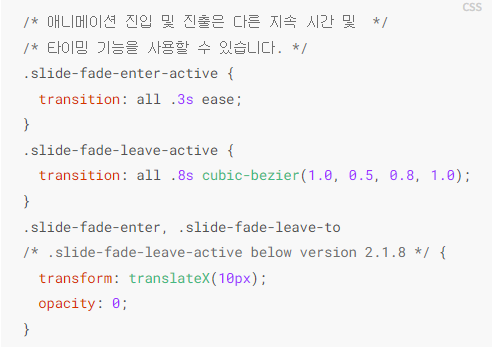 CSS
/* 애니메이션 진입 및 진출은 다른 지속 시간 및  */
/* 타이밍 기능을 사용할 수 있습니다. */
.slide-fade-enter-active {
  transition: all .3s ease;
}
.slide-fade-leave-active {
  transition: all .8s cubic-bezier(1.0, 0.5, 0.8, 1.0);
}
.slide-fade-enter, .slide-fade-leave-to
/* .slide-fade-leave-active below version 2.1.8 */ {
  transform: translateX(10px);
  opacity: 0;
}